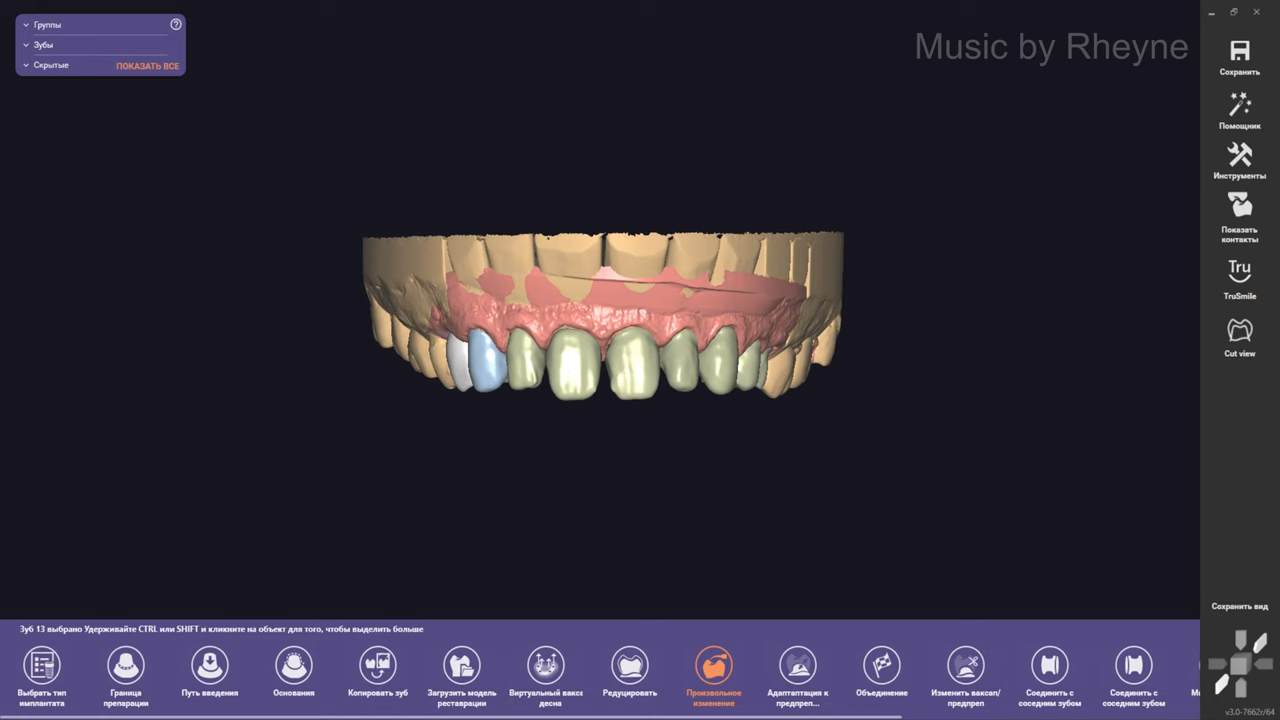 Группы
Зубы
Скрытые ПОКАЗАТЬ ВСЕ
Music by Rheyne
Сохранить
Помощник
Инструменты
Показать
контакты
Tru
TruSmile
Cut view
Сохранить вид
Зуб 13 выбрано Удерживайте CTRL или SHIFT и кликните на объект для того, чтобы выделить больше
Выбрать тип
имплантата
Граница
препарации
Путь введения
Основания
Копировать зуб
Загрузить модель
реставрации
Виртуальный вакса
десна
Редуцировать
Произвольное
изменение
Адаптаптация к
предпреп...
Объединение
Изменить ваксап/
предпреп
Соединить с
соседним зубом
Соединить с
соседним зубом
v3.0-7662r/64